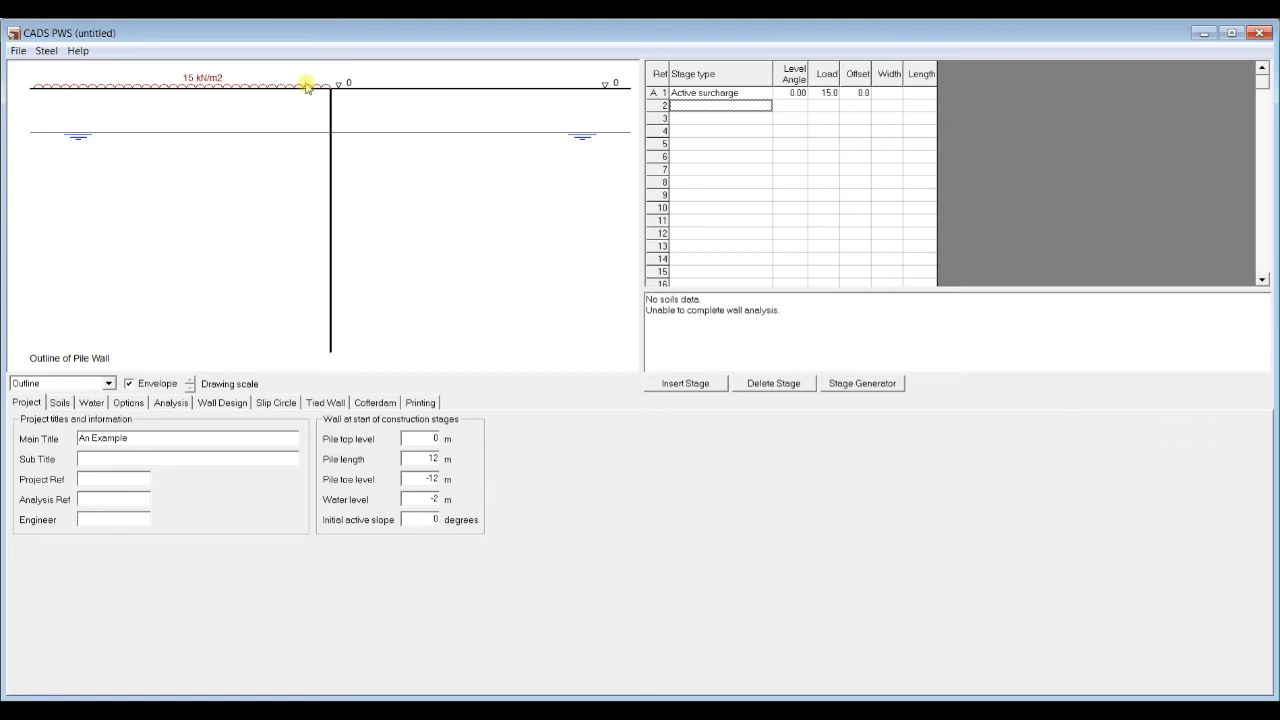 CADS PWS (untitled)
File Steel Help
15 kN/m2
0
0
Outline of Pile Wall
Ref Stage type Level Angle Load Offset Width Length
A 1 Active surcharge 0.00 15.0 0.0
2
3
4
5
6
7
8
9
10
11
12
13
14
15
16
No soils data.
Unable to complete wall analysis.
Outline Envelope Drawing scale
Insert Stage Delete Stage Stage Generator
Project Soils Water Options Analysis Wall Design Slip Circle Tied Wall Cofferdam Printing
Project titles and information
Main Title An Example
Sub Title
Project Ref
Analysis Ref
Engineer
Wall at start of construction stages
Pile top level 0 m
Pile length 12 m
Pile toe level -12 m
Water level -2 m
Initial active slope 0 degrees